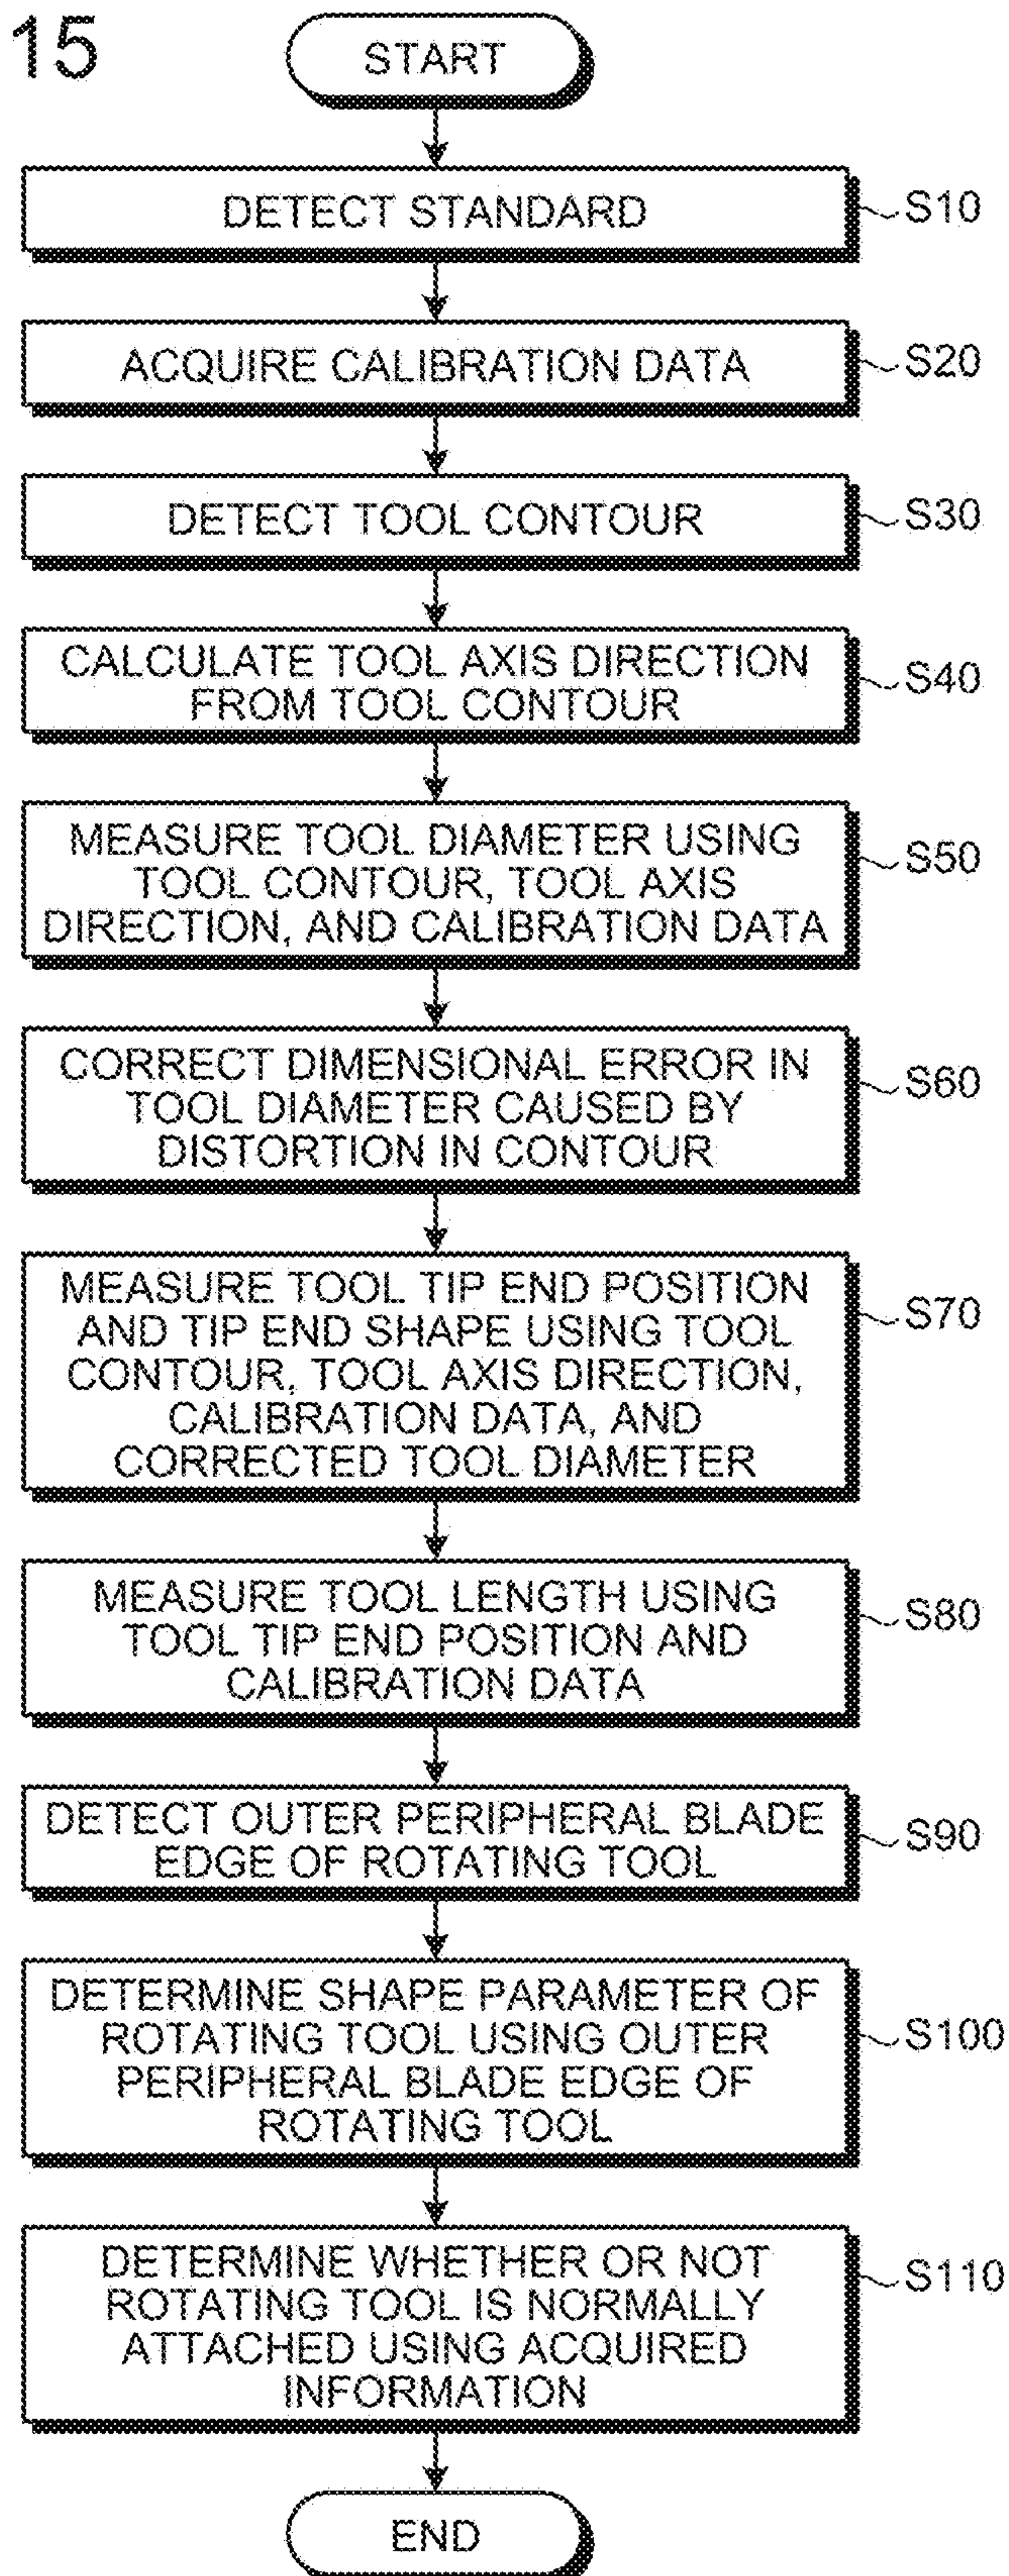 15
START
DETECT STANDARD
S10
ACQUIRE CALIBRATION DATA
S20
DETECT TOOL CONTOUR
S30
CALCULATE TOOL AXIS DIRECTION
FROM TOOL CONTOUR
S40
MEASURE TOOL DIAMETER USING
TOOL CONTOUR, TOOL AXIS
DIRECTION, AND CALIBRATION DATA
S50
CORRECT DIMENSIONAL ERROR IN
TOOL DIAMETER CAUSED BY
DISTORTION IN CONTOUR
S60
MEASURE TOOL TIP END POSITION
AND TIP END SHAPE USING TOOL
CONTOUR, TOOL AXIS DIRECTION,
CALIBRATION DATA, AND
CORRECTED TOOL DIAMETER
S70
MEASURE TOOL LENGTH USING
TOOL TIP END POSITION AND
CALIBRATION DATA
S80
DETECT OUTER PERIPHERAL BLADE
EDGE OF ROTATING TOOL
S90
DETERMINE SHAPE PARAMETER OF
ROTATING TOOL USING OUTER
PERIPHERAL BLADE EDGE OF
ROTATING TOOL
S100
DETERMINE WHETHER OR NOT
ROTATING TOOL IS NORMALLY
ATTACHED USING ACQUIRED
INFORMATION
S110
END